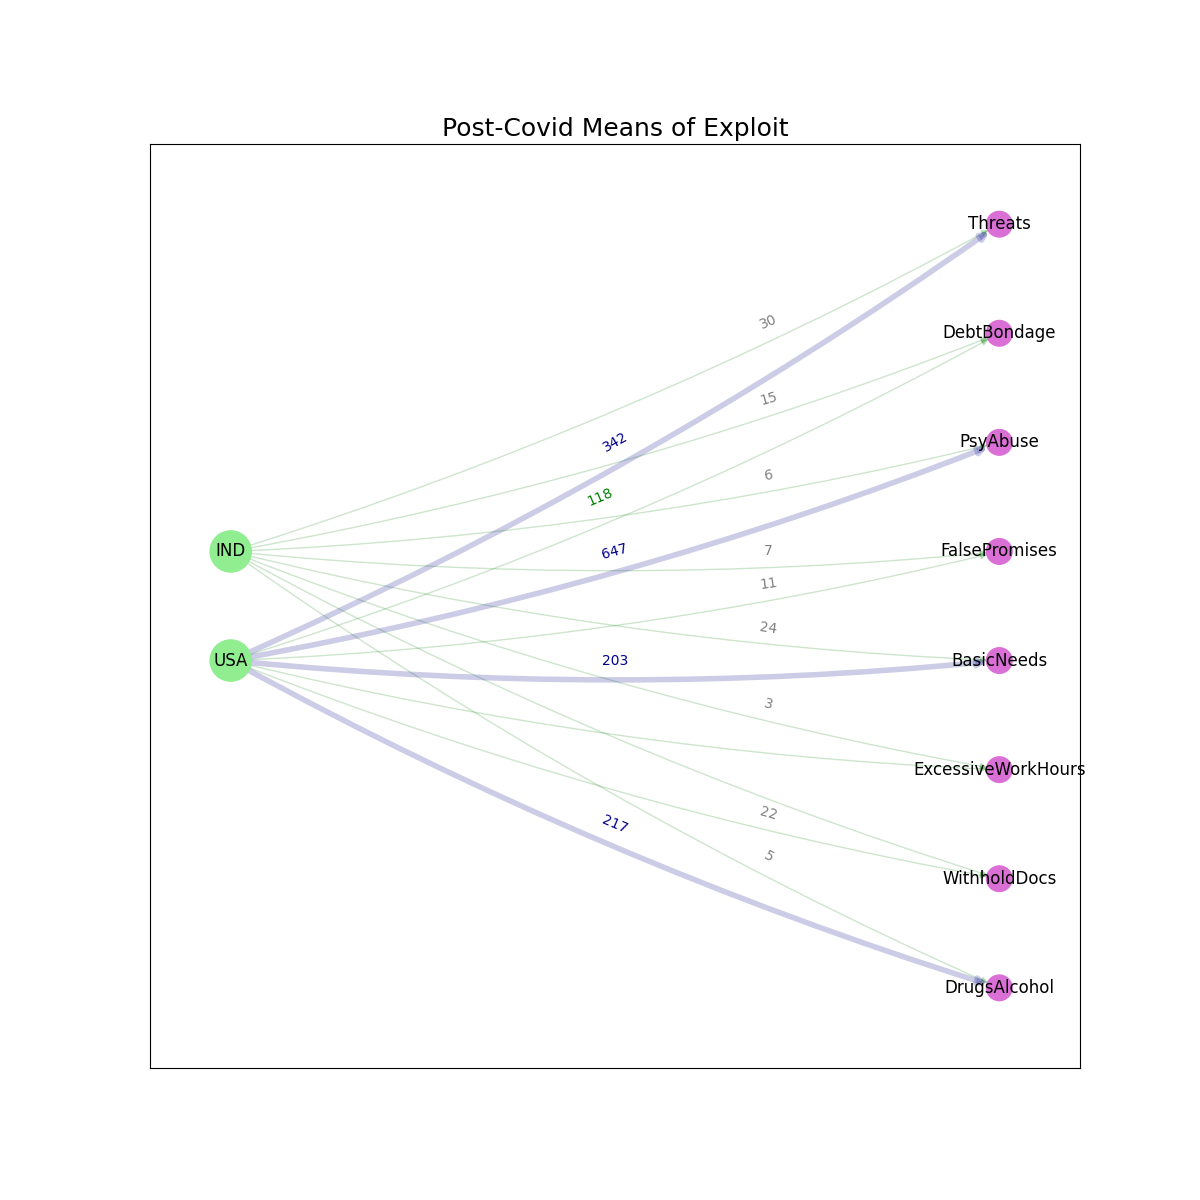 Post-Covid Means of Exploit
Threats
30
DebtBondage
15
342
PsyAbuse
6
118
IND
647
7
FalsePromises
11
24
USA
203
BasicNeeds
3
ExcessiveWorkHours
22
217
5
WithholdDocs
DrugsAlcohol